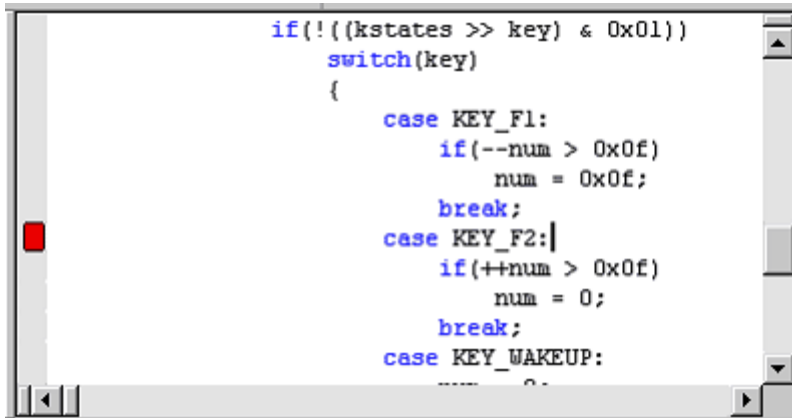 if(!((kstates >> key) & 0x01))
switch(key)
{
case KEY_F1:
if(--num > 0x0f)
num = 0x0f;
break;
case KEY_F2:
if(++num > 0x0f)
num = 0;
break;
case KEY_WAKEUP: